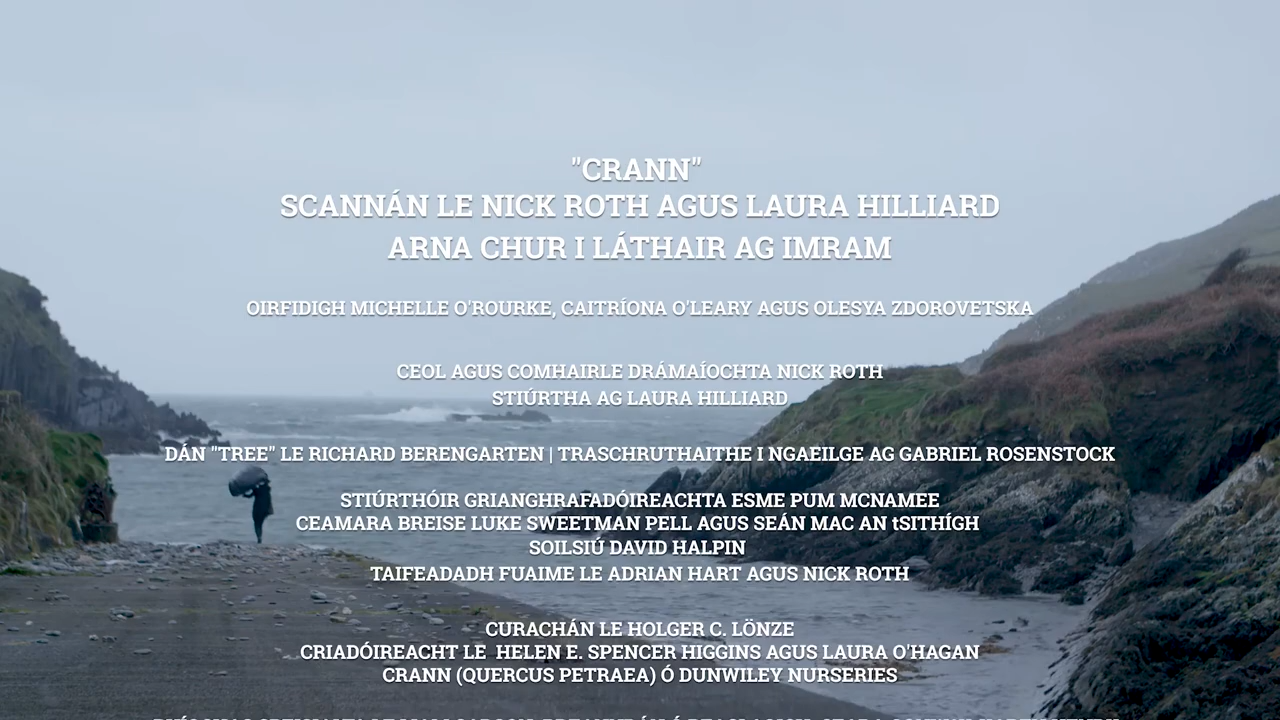 "CRANN"
SCANNÁN LE NICK ROTH AGUS LAURA HILLIARD
ARNA CHUR I LÁTHAIR AG IMRAM
OIRFIDIGH MICHELLE O'ROURKE, CAITRÍONA O'LEARY AGUS OLESYA ZDOROVETSKA
CEOL AGUS COMHAIRLE DRÁMAÍOCHTA NICK ROTH
STIÚRTHA AG LAURA HILLIARD
DÁN "TREE" LE RICHARD BERENGARTEN | TRASCHRUTHAITHE I NGAEILGE AG GABRIEL ROSENSTOCK
STIÚRTHÓIR GRIANGHRAFADÓIREACHTA ESME PUM MCNAMEE
CEAMARA BREISE LUKE SWEETMAN PELL AGUS SEÁN MAC AN tSITHÍGH
SOILSIÚ DAVID HALPIN
TAIFEADADH FUAIME LE ADRIAN HART AGUS NICK ROTH
CURACHÁN LE HOLGER C. LÖNZE
CRIADÓIREACHT LE HELEN E. SPENCER HIGGINS AGUS LAURA O'HAGAN
CRANN (QUERCUS PETRAEA) Ó DUNWILEY NURSERIES